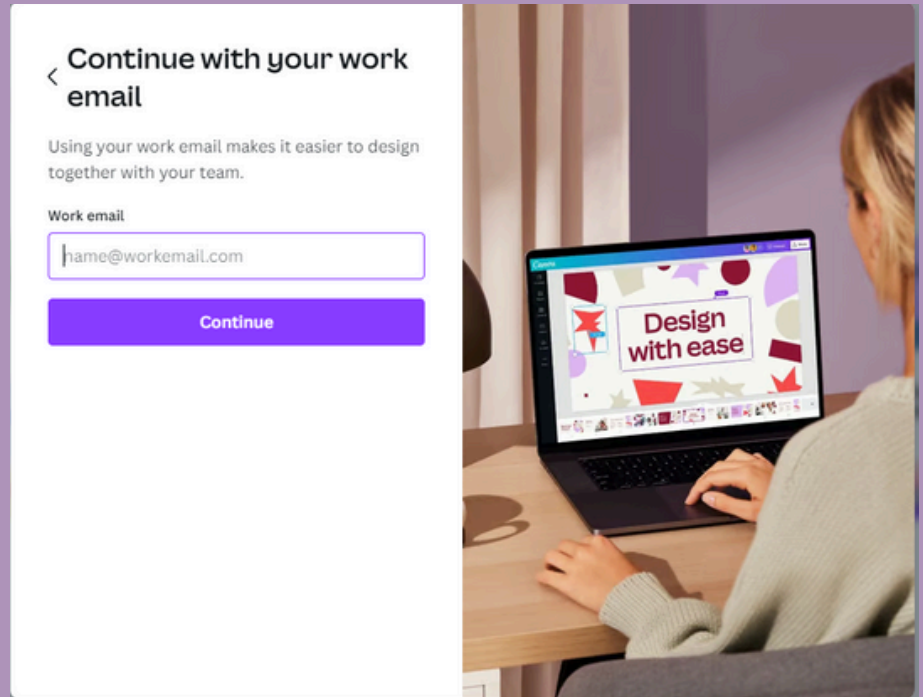 Continue with your work
email
Using your work email makes it easier to design
together with your team.
Work email
name@workemail.com
Continue
Canva
Design
with ease